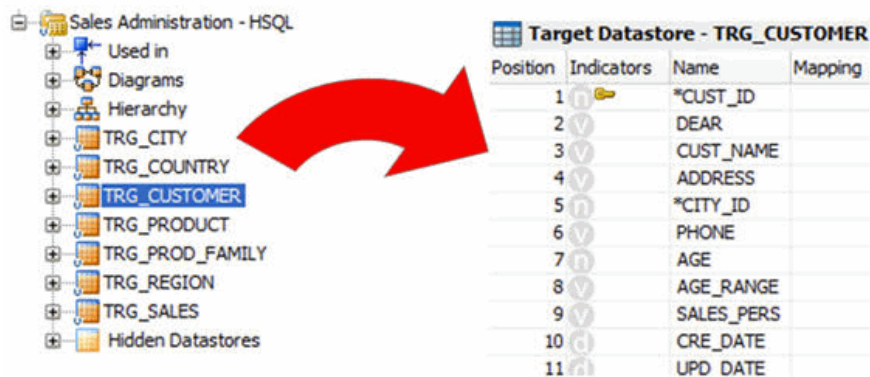 Sales Administration - HSQL
Used in
Diagrams
Hierarchy
TRG_CITY
TRG_COUNTRY
TRG_CUSTOMER
TRG_PRODUCT
TRG_PROD_FAMILY
TRG_REGION
TRG_SALES
Hidden Datastores
Target Datastore - TRG_CUSTOMER
Position Indicators Name Mapping
1 n *CUST_ID
2 v DEAR
3 v CUST_NAME
4 v ADDRESS
5 n *CITY_ID
6 v PHONE
7 n AGE
8 v AGE_RANGE
9 v SALES_PERS
10 d CRE_DATE
11 d UPD_DATE